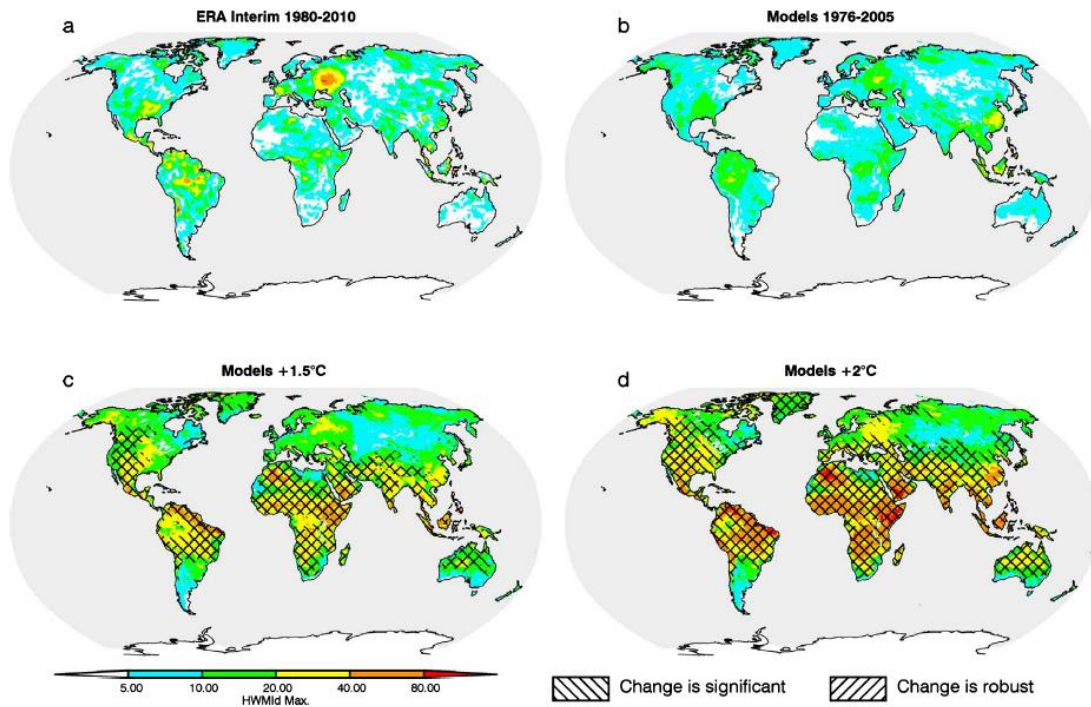 ERA Interim 1980-2010
a
Models 1976-2005
b
Models +1.5°C
c
Models +2°C
d
5.00 10.00 20.00 40.00 80.00
HWMId Max.
Change is significant
Change is robust